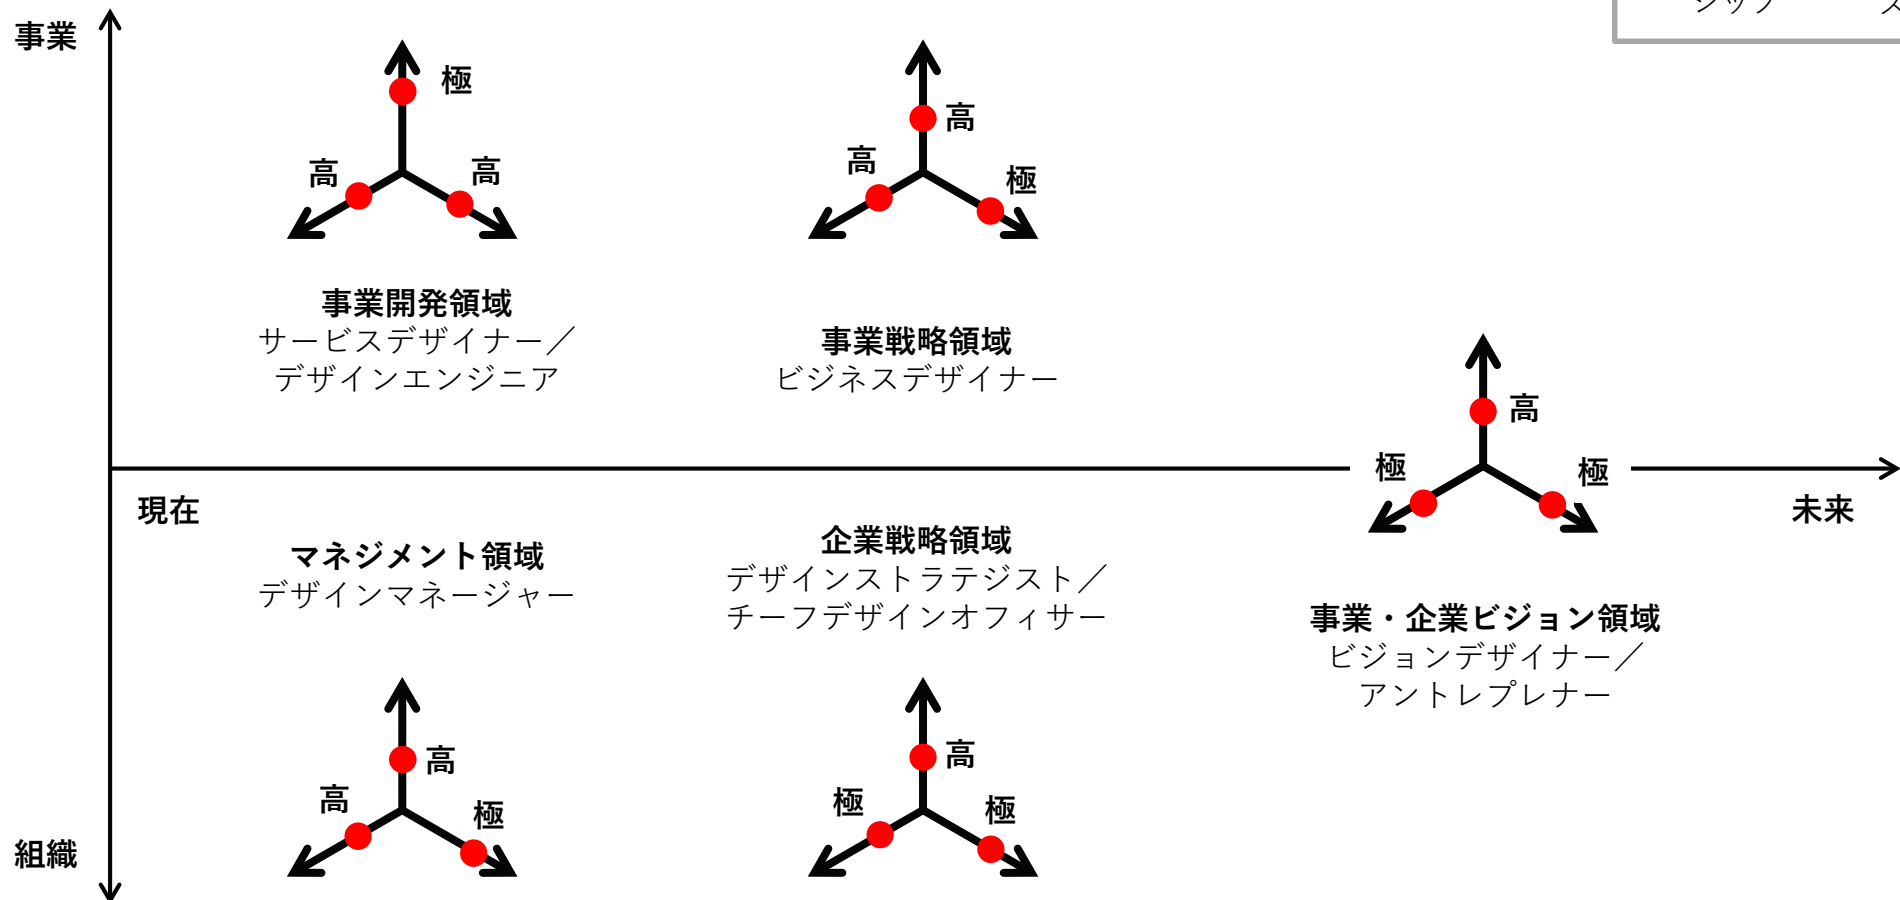 事業
極
高
高
高
高
極
事業開発領域
サービスデザイナー／
デザインエンジニア
事業戦略領域
ビジネスデザイナー
高
極
極
現在
未来
マネジメント領域
デザインマネージャー
企業戦略領域
デザインストラテジスト／
チーフデザインオフィサー
事業・企業ビジョン領域
ビジョンデザイナー／
アントレプレナー
高
高
極
高
極
極
組織